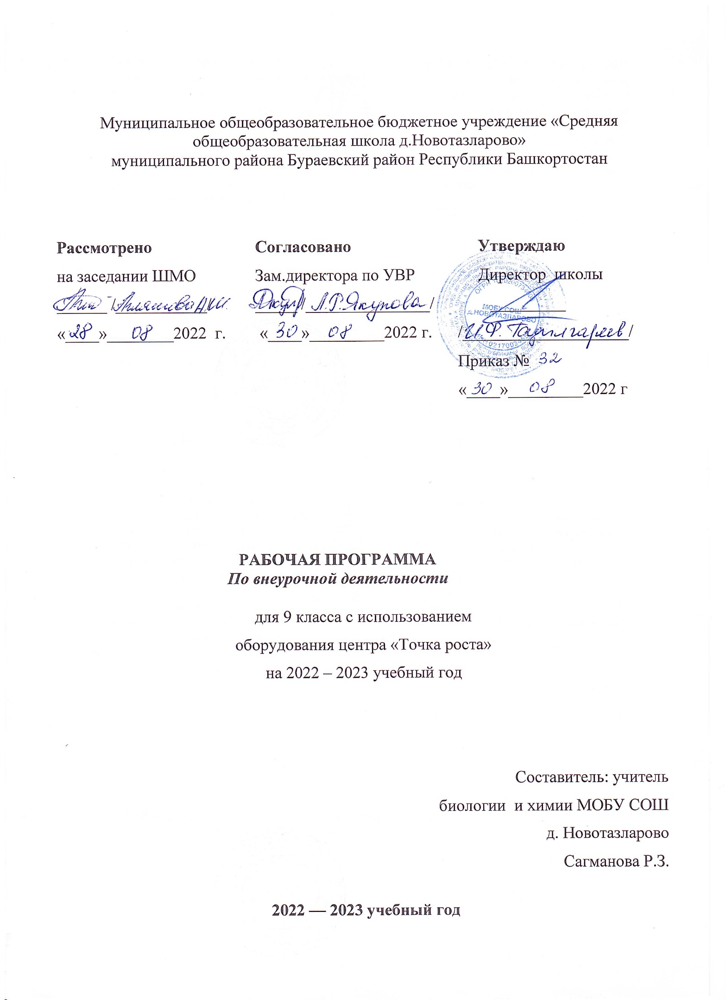 Муниципальное общеобразовательное бюджетное учреждение «Средняя
общеобразовательная школа д.Новотазларово»
муниципального района Бураевский район Республики Башкортостан
Рассмотрено
на заседании ШМО
«28» 08 2022 г.
Согласовано
Зам.директора по УВР
/ Л.Р.Якупова /
«30» 08 2022 г.
Утверждаю
Директор школы
МОБУ СОШ
д.НОВОТАЗЛАРОВО
/ И.Ф. /
Приказ № 32
«30» 08 2022 г
РАБОЧАЯ ПРОГРАММА
По внеурочной деятельности
для 9 класса с использованием
оборудования центра «Точка роста»
на 2022 – 2023 учебный год
Составитель: учитель
биологии и химии МОБУ СОШ
д. Новотазларово
Сагманова Р.З.
2022 — 2023 учебный год